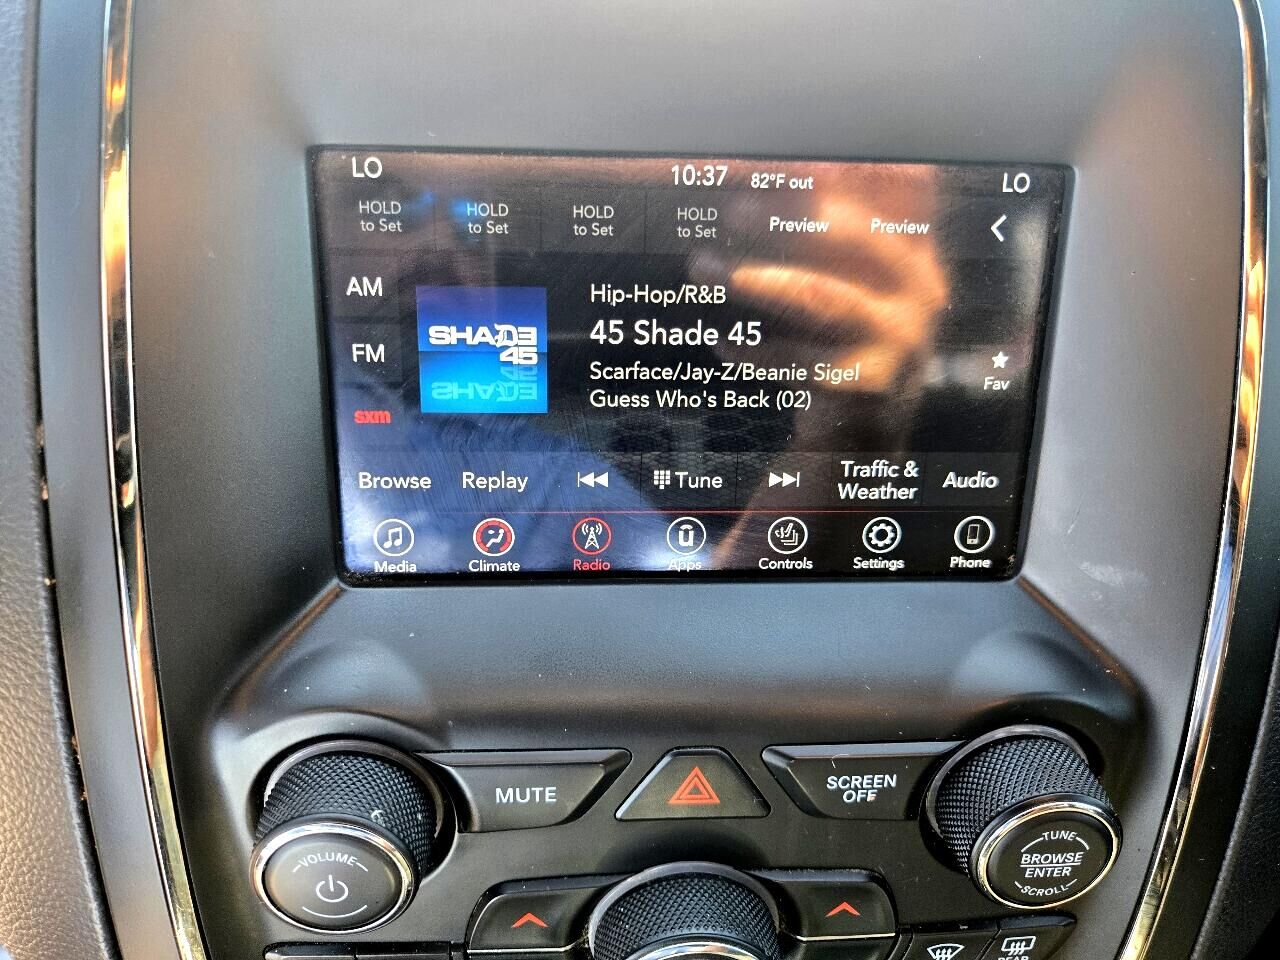 LO 10:37 82°F out LO
HOLD to Set
HOLD to Set
HOLD to Set
HOLD to Set
Preview
Preview
AM
FM
sxm
SHADE
45
45
SHADE
Hip-Hop/R&B
45 Shade 45
Scarface/Jay-Z/Beanie Sigel
Guess Who's Back (02)
Fav
Browse
Replay
Tune
Traffic &
Weather
Audio
Media
Climate
Radio
u
Apps
Controls
Settings
Phone
MUTE
SCREEN
OFF
VOLUME
TUNE
BROWSE
ENTER
SCROLL
REAR